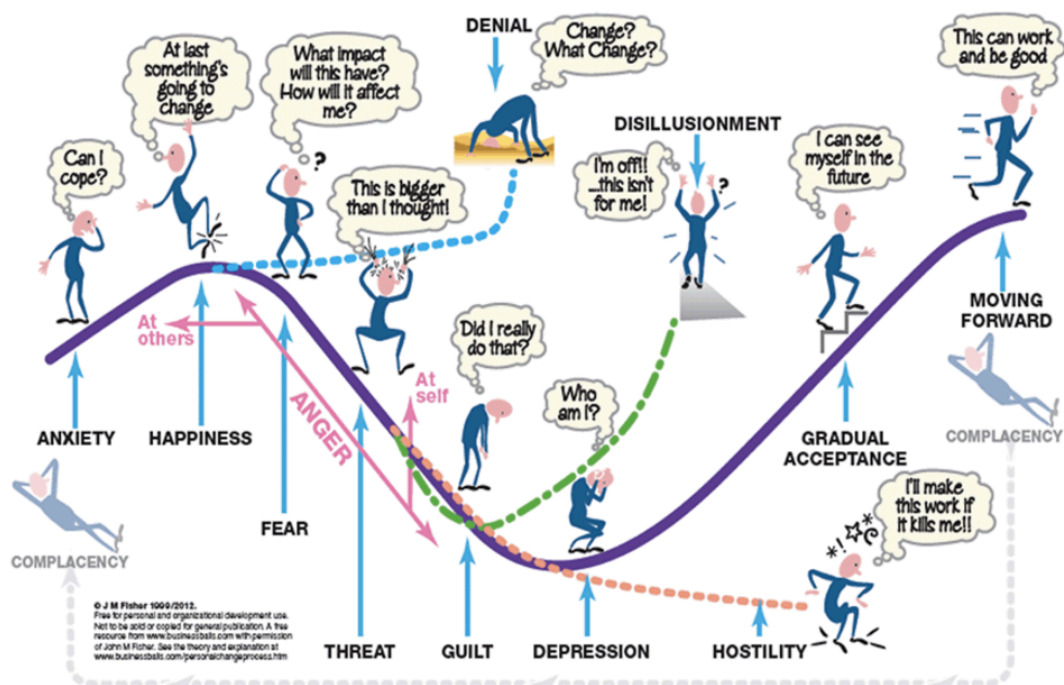 DENIAL
Change?
What Change?
At last
something's
going to
change
What impact
will this have?
How will it affect
me?
This can work
and be good
Can I
cope?
?
This is bigger
than I thought!
DISILLUSIONMENT
I'm off!!
....this isn't
for me!
?
I can see
myself in the
future
At
others
Did I really
do that?
MOVING
FORWARD
At
self
Who
am I?
ANGER
ANXIETY
HAPPINESS
GRADUAL
ACCEPTANCE
COMPLACENCY
FEAR
I'll make
this work if
it kills me!!
*!
COMPLACENCY
© J M Fisher 1999/2012.
Free for personal and organizational development use.
Not to be sold or copied for general publication. A free
resource from www.businessballs.com with permission
of John M Fisher. See the theory and explanation at
www.businessballs.com/personalchangeprocess.htm
THREAT
GUILT
DEPRESSION
HOSTILITY